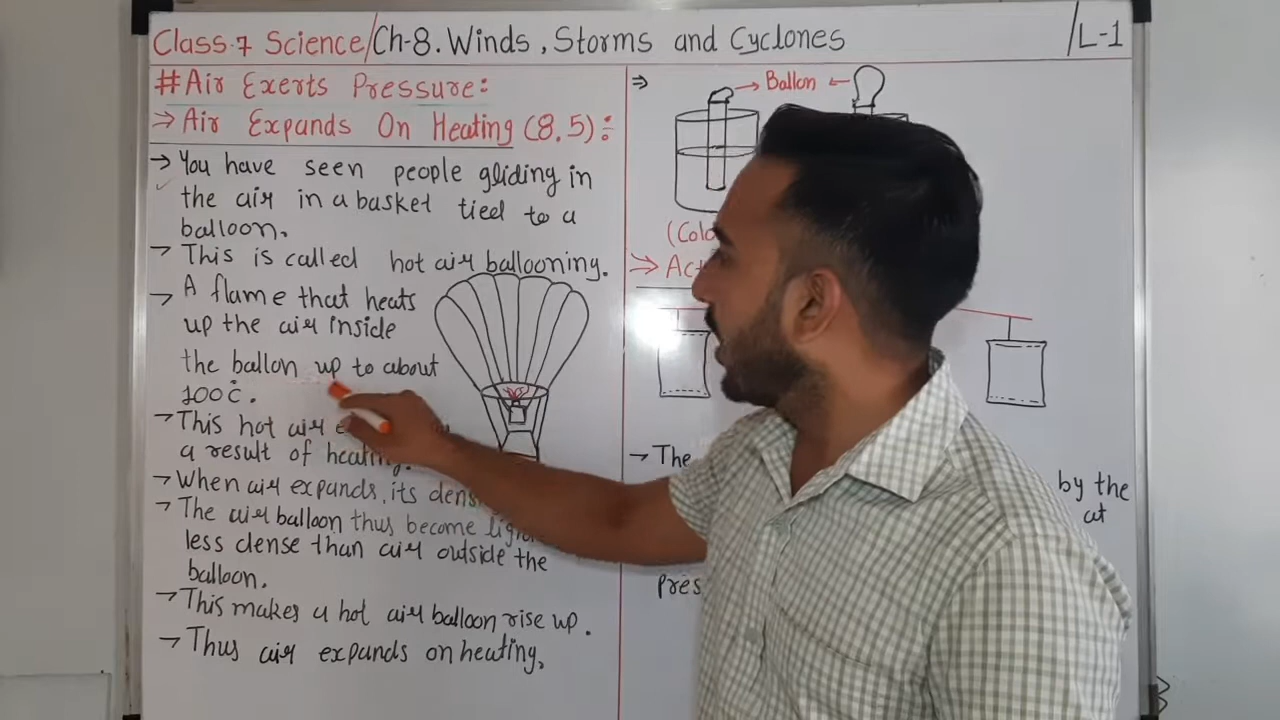 Class.7 Science/Ch-8. Winds, Storms and Cyclones /L-1
#Air Exerts Pressure:
⇒ Air Expands On Heating (8.5):
→ You have seen people gliding in
the air in a basket tied to a
balloon.
→ This is called hot air ballooning.
→ A flame that heats
up the air inside
the ballon up to about
100°C.
→ This hot air
a result of heating.
→ When air expands, its
→ The air balloon thus become
less dense than air outside the
balloon.
→ This makes a hot air balloon rise up.
→ Thus air expands on heating,
⇒
→ Ballon ←
→ The
by the
at